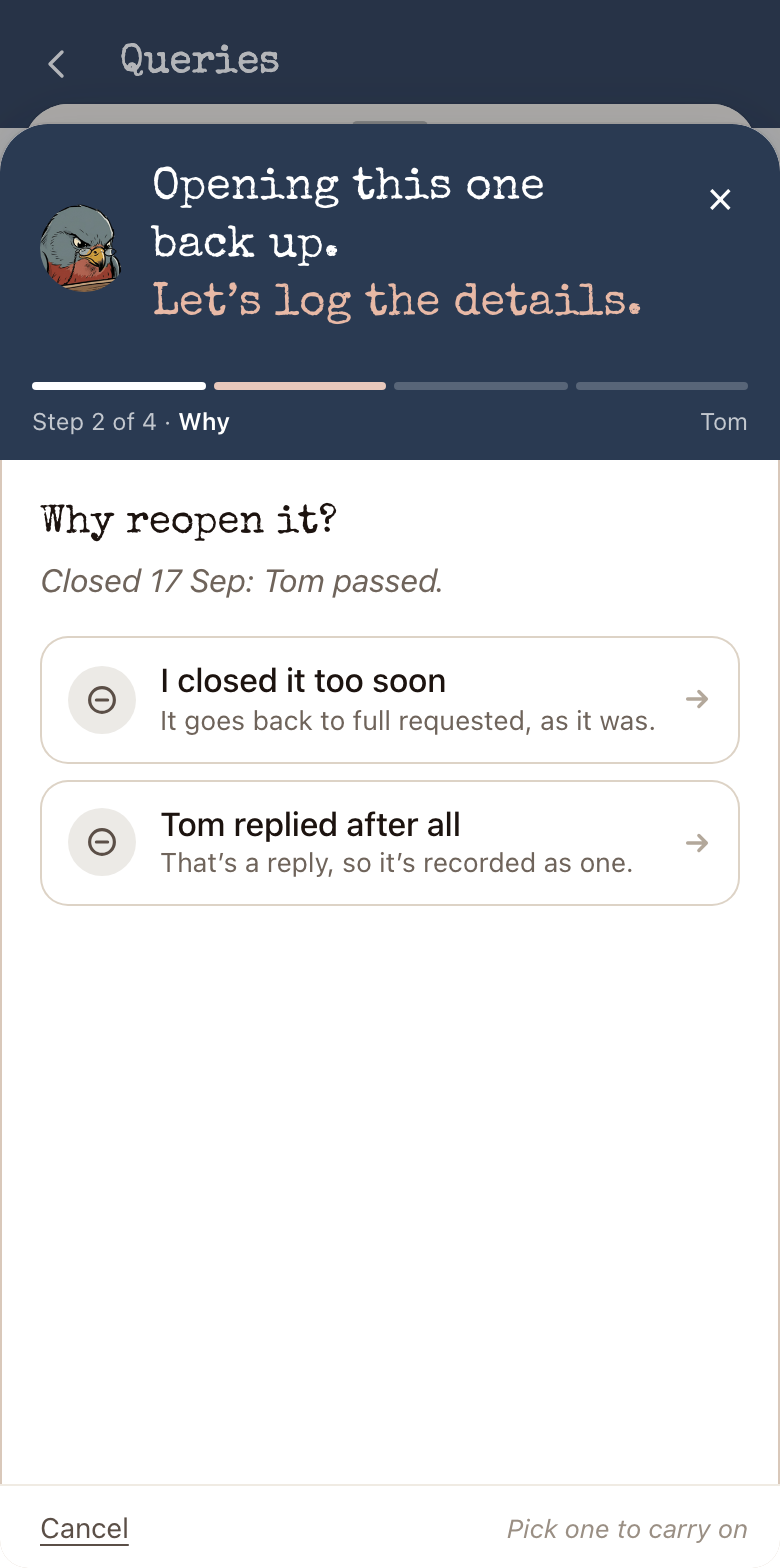 Queries
Opening this one
back up.
Let’s log the details.
Step 2 of 4 · Why
Tom
Why reopen it?
Closed 17 Sep: Tom passed.
I closed it too soon
It goes back to full requested, as it was.
Tom replied after all
That’s a reply, so it’s recorded as one.
Cancel
Pick one to carry on